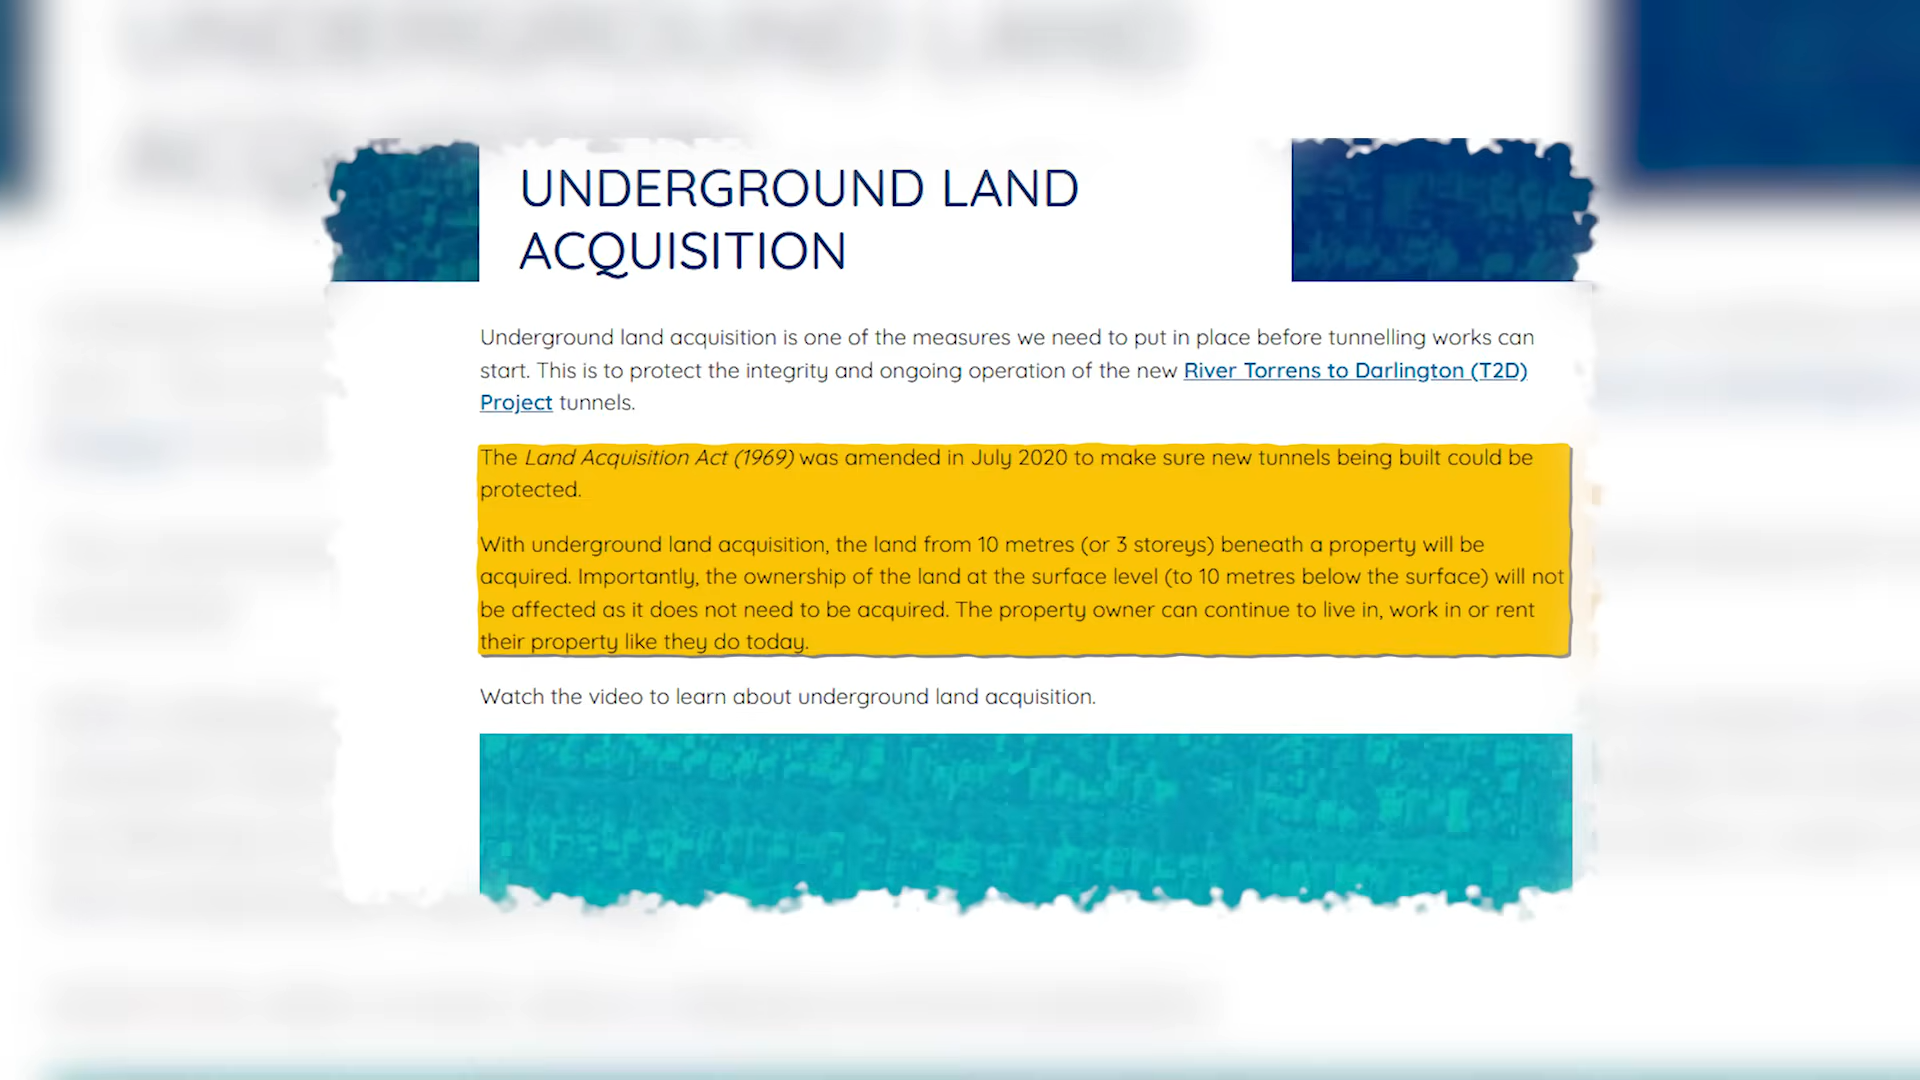 UNDERGROUND LAND
ACQUISITION
Underground land acquisition is one of the measures we need to put in place before tunnelling works can
start. This is to protect the integrity and ongoing operation of the new River Torrens to Darlington (T2D)
Project tunnels.
The Land Acquisition Act (1969) was amended in July 2020 to make sure new tunnels being built could be
protected.
With underground land acquisition, the land from 10 metres (or 3 storeys) beneath a property will be
acquired. Importantly, the ownership of the land at the surface level (to 10 metres below the surface) will not
be affected as it does not need to be acquired. The property owner can continue to live in, work in or rent
their property like they do today.
Watch the video to learn about underground land acquisition.